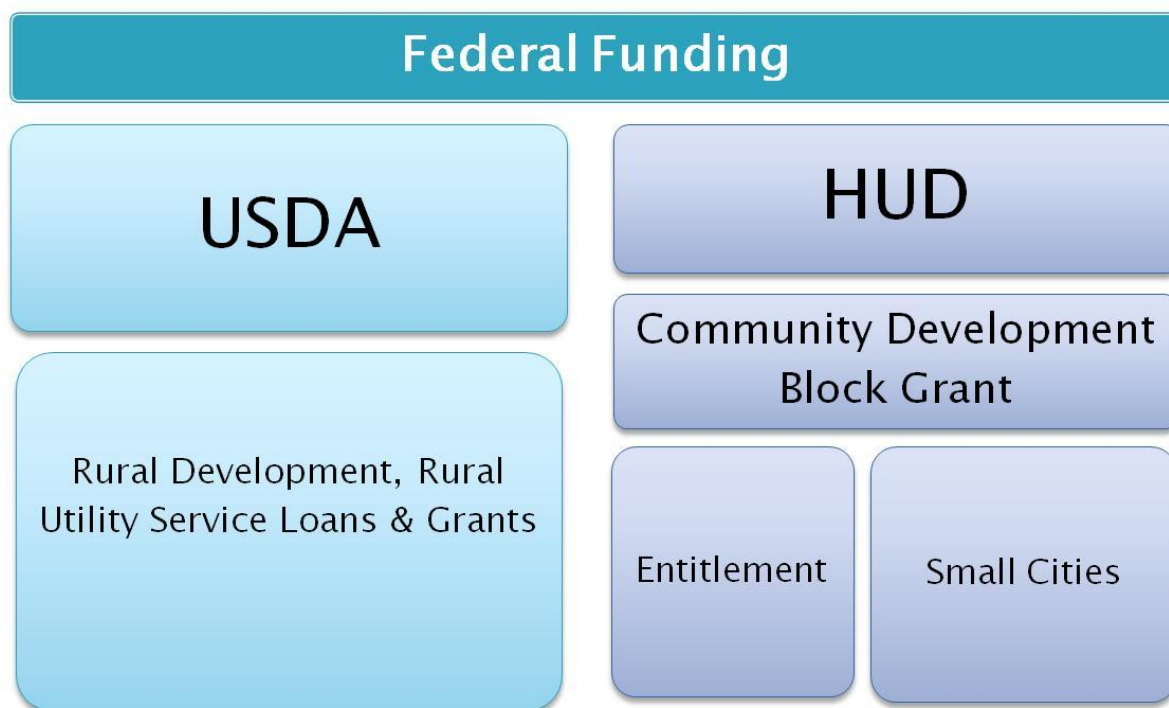 Federal Funding
USDA
Rural Development, Rural
Utility Service Loans & Grants
HUD
Community Development
Block Grant
Entitlement
Small Cities